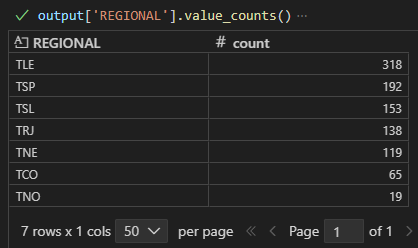 output['REGIONAL'].value_counts() ...
REGIONAL # count
TLE 318
TSP 192
TSL 153
TRJ 138
TNE 119
TCO 65
TNO 19
7 rows x 1 cols 50 per page << < Page 1 of 1 >